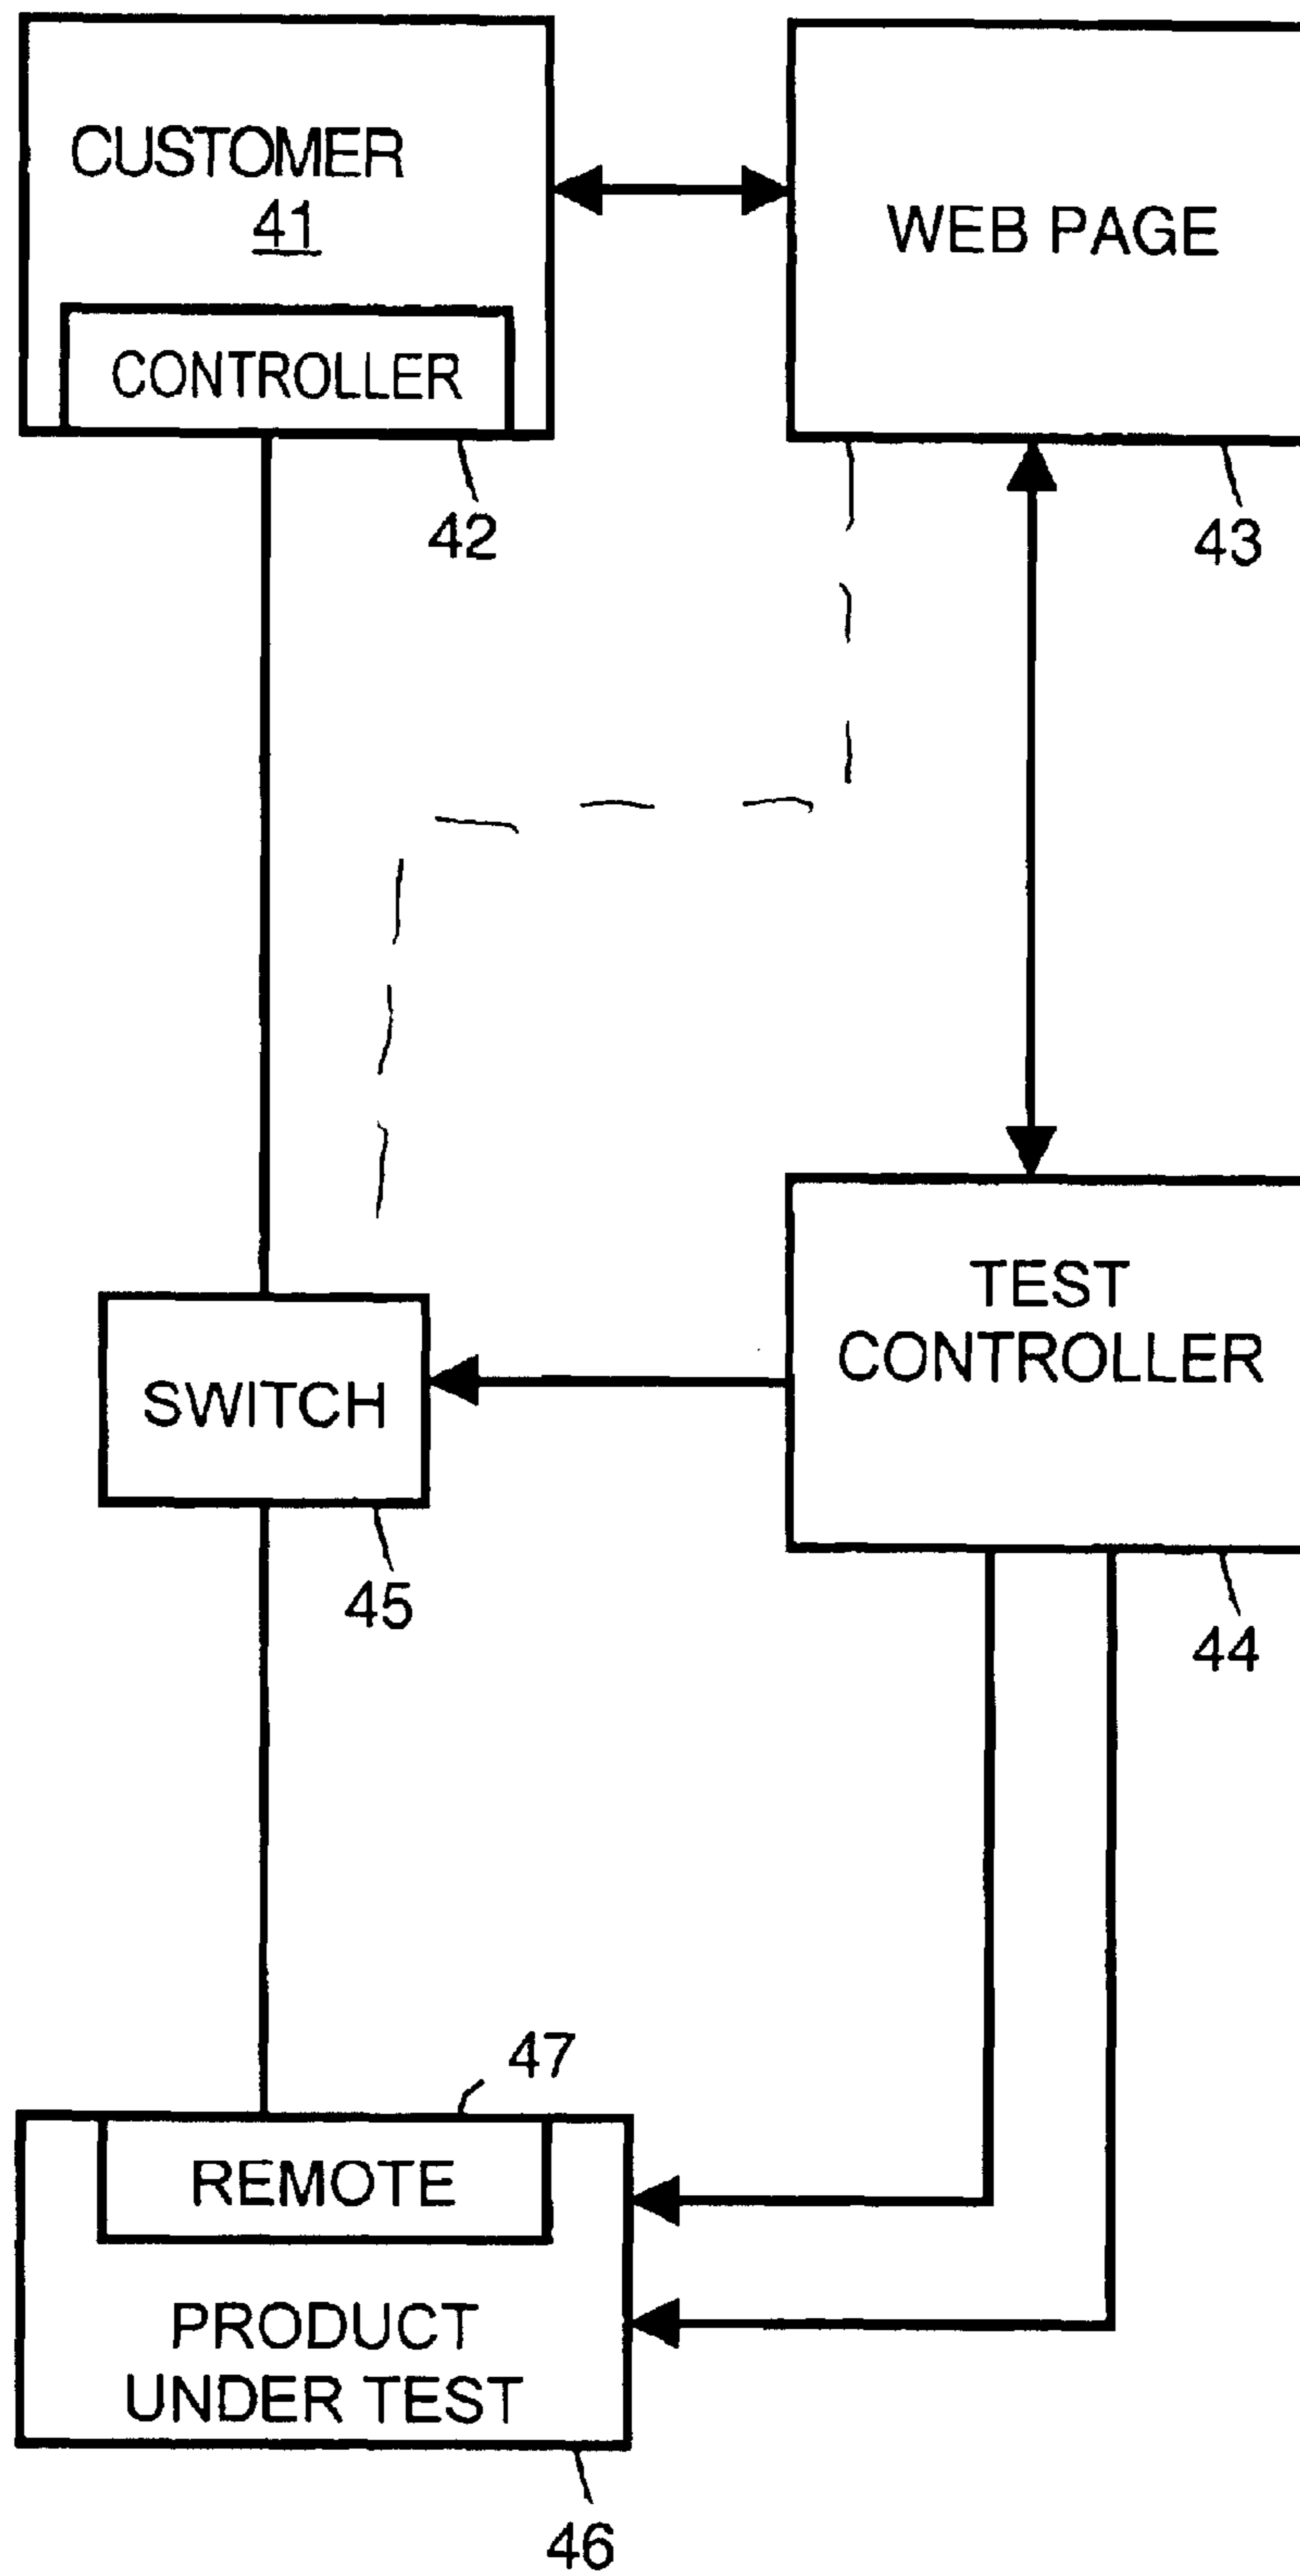 CUSTOMER
41
CONTROLLER
42
WEB PAGE
43
TEST
CONTROLLER
44
SWITCH
45
47
REMOTE
PRODUCT
UNDER TEST
46